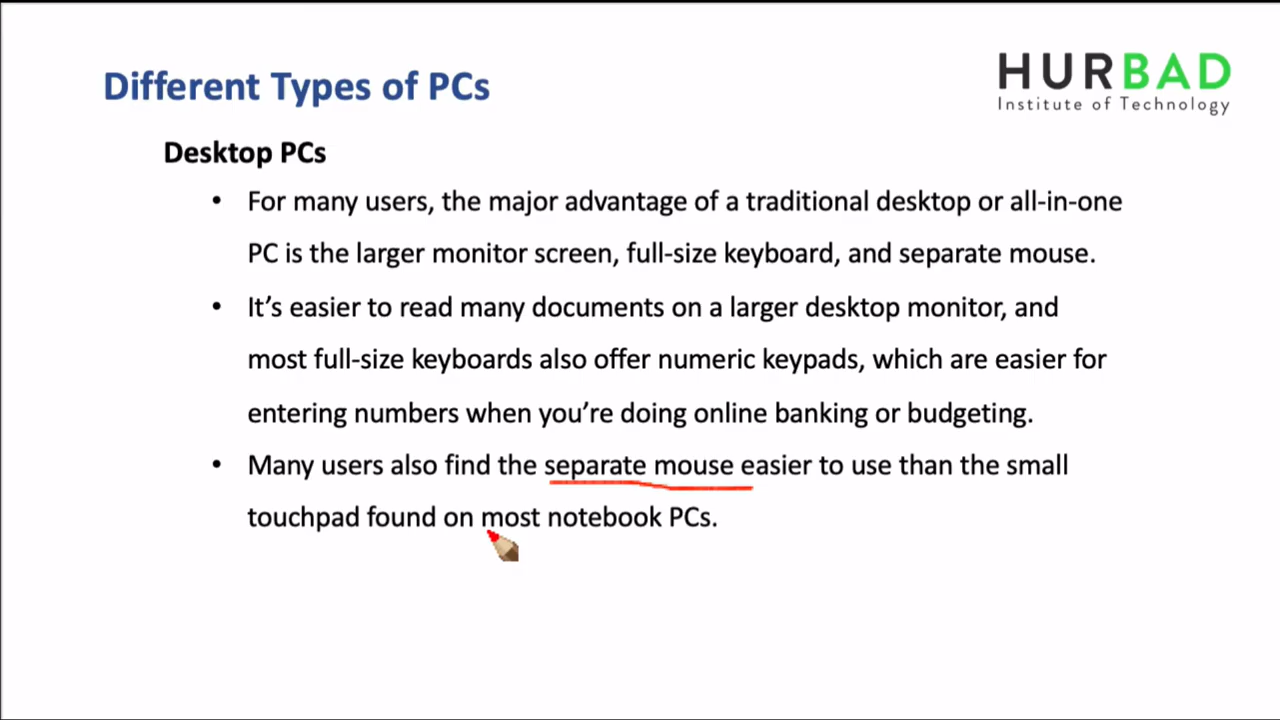 Different Types of PCs
HURBAD
Institute of Technology
Desktop PCs
• For many users, the major advantage of a traditional desktop or all-in-one
PC is the larger monitor screen, full-size keyboard, and separate mouse.
• It’s easier to read many documents on a larger desktop monitor, and
most full-size keyboards also offer numeric keypads, which are easier for
entering numbers when you’re doing online banking or budgeting.
• Many users also find the separate mouse easier to use than the small
touchpad found on most notebook PCs.